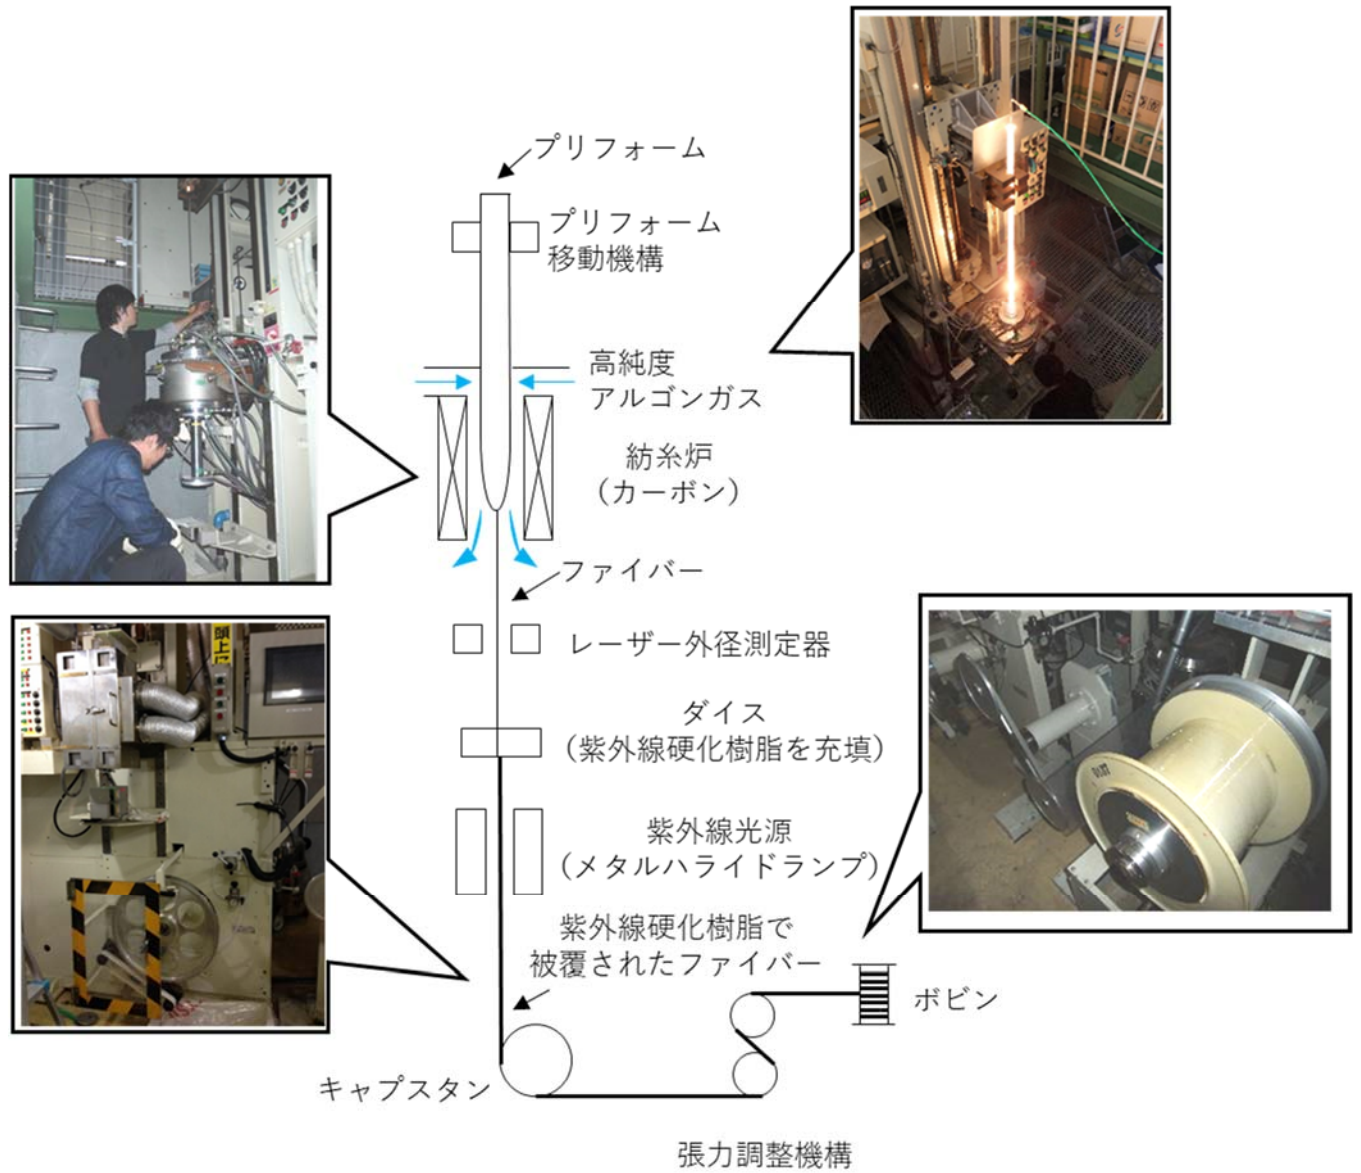 プリフォーム
プリフォーム
移動機構
高純度
アルゴンガス
紡糸炉
（カーボン）
ファイバー
レーザー外径測定器
ダイス
（紫外線硬化樹脂を充填）
頭上に
紫外線光源
（メタルハライドランプ）
紫外線硬化樹脂で
被覆されたファイバー
ボビン
キャプスタン
張力調整機構